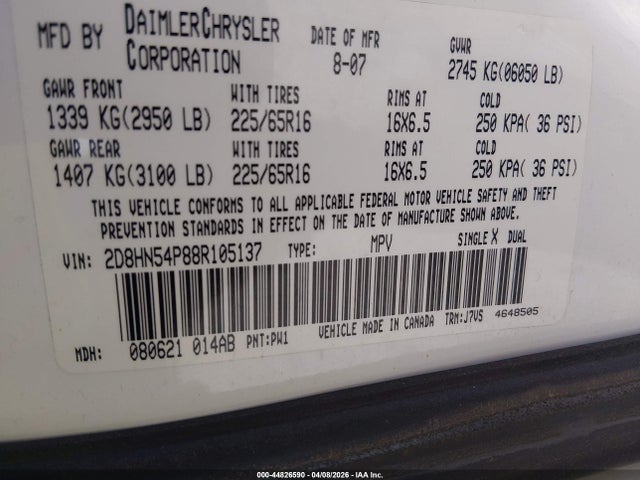 MFD BY DAIMLERCHRYSLER CORPORATION DATE OF MFR 8-07 GVWR 2745 KG(06050 LB)
GAWR FRONT WITH TIRES RIMS AT COLD
1339 KG(2950 LB) 225/65R16 16X6.5 250 KPA( 36 PSI)
GAWR REAR WITH TIRES RIMS AT COLD
1407 KG(3100 LB) 225/65R16 16X6.5 250 KPA( 36 PSI)
THIS VEHICLE CONFORMS TO ALL APPLICABLE FEDERAL MOTOR VEHICLE SAFETY AND THEFT
PREVENTION STANDARDS IN EFFECT ON THE DATE OF MANUFACTURE SHOWN ABOVE.
VIN: 2D8HN54P88R105137 TYPE: MPV SINGLE X DUAL
MDH: 080621 014AB PNT:PW1 VEHICLE MADE IN CANADA TRM:J7VS 4648505
000-44826590 - 04/08/2026 - IAA Inc.